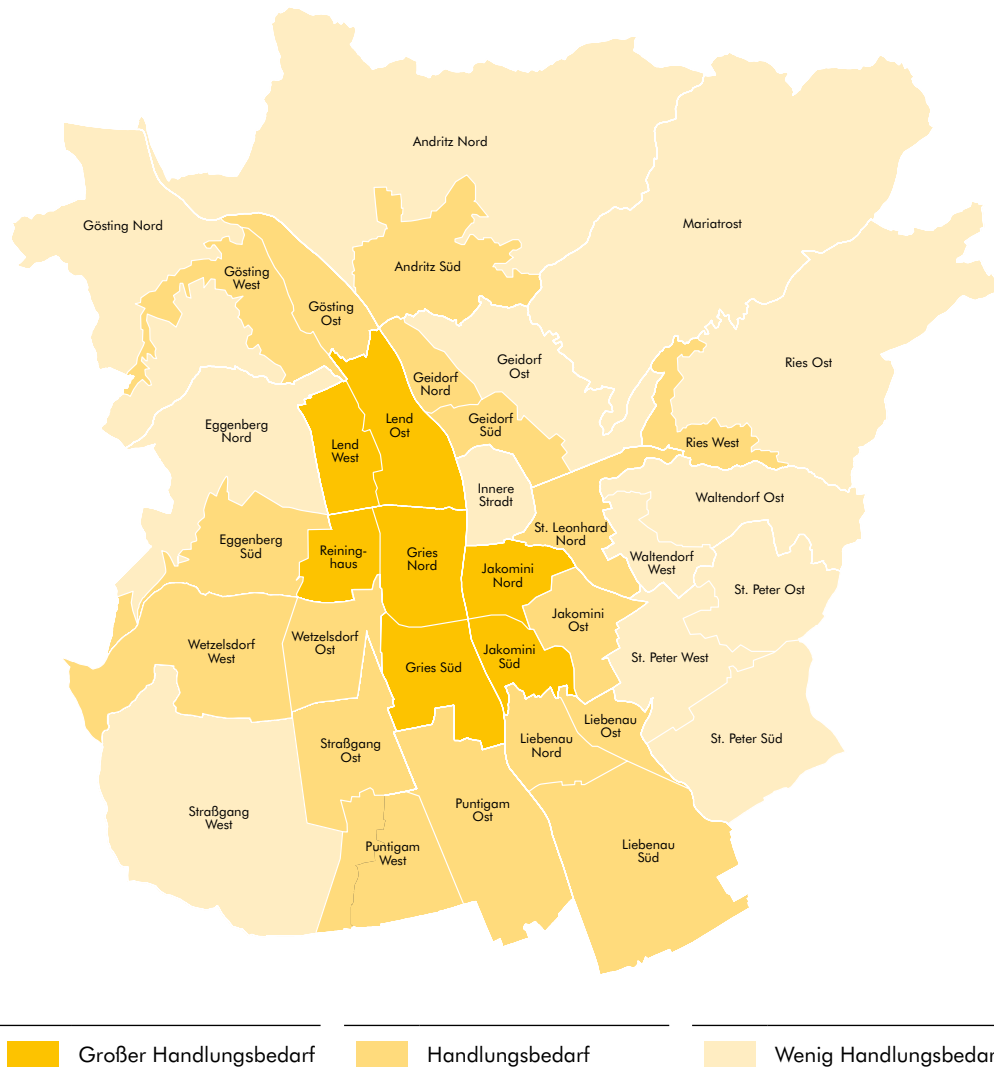 Andritz Nord
Mariatrost
Gösting Nord
Andritz Süd
Gösting
West
Gösting
Ost
Geidorf
Ost
Ries Ost
Geidorf
Nord
Lend
Ost
Geidorf
Süd
Eggenberg
Nord
Lend
West
Ries West
Innere
Stradt
Waltendorf Ost
St. Leonhard
Nord
Eggenberg
Süd
Reining-
haus
Gries
Nord
Waltendorf
West
Jakomini
Nord
St. Peter Ost
Jakomini
Ost
Wetzelsdorf
West
Wetzelsdorf
Ost
Jakomini
Süd
St. Peter West
Gries Süd
Liebenau
Ost
Straßgang
Ost
Liebenau
Nord
St. Peter Süd
Straßgang
West
Puntigam
Ost
Puntigam
West
Liebenau
Süd
Großer Handlungsbedarf
Handlungsbedarf
Wenig Handlungsbedar